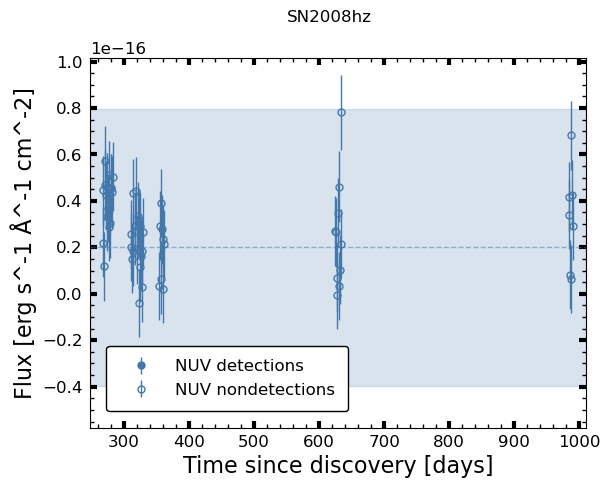 SN2008hz
1e−16
1.0
0.8
0.6
0.4
0.2
0.0
−0.2
−0.4
Flux [erg s^-1 Å^-1 cm^-2]
NUV detections
NUV nondetections
300 400 500 600 700 800 900 1000
Time since discovery [days]